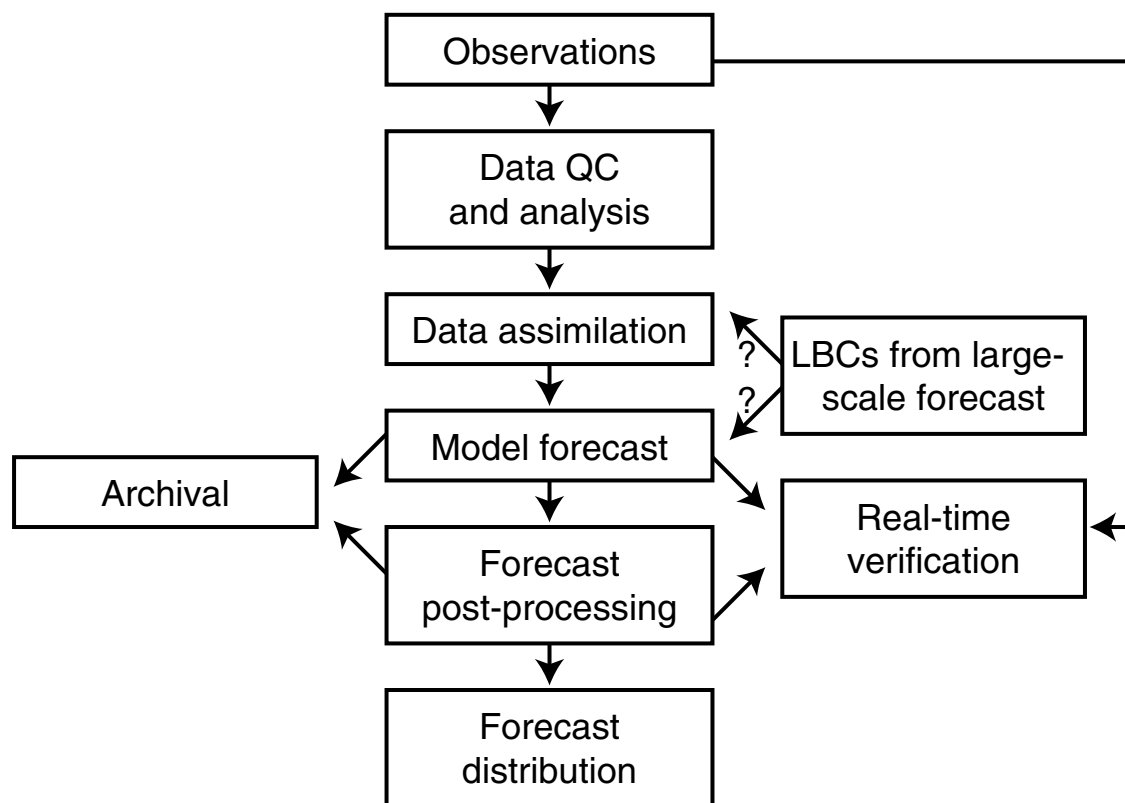 Observations
Data QC
and analysis
Data assimilation
?
LBCs from large-
scale forecast
?
Model forecast
Archival
Real-time
verification
Forecast
post-processing
Forecast
distribution